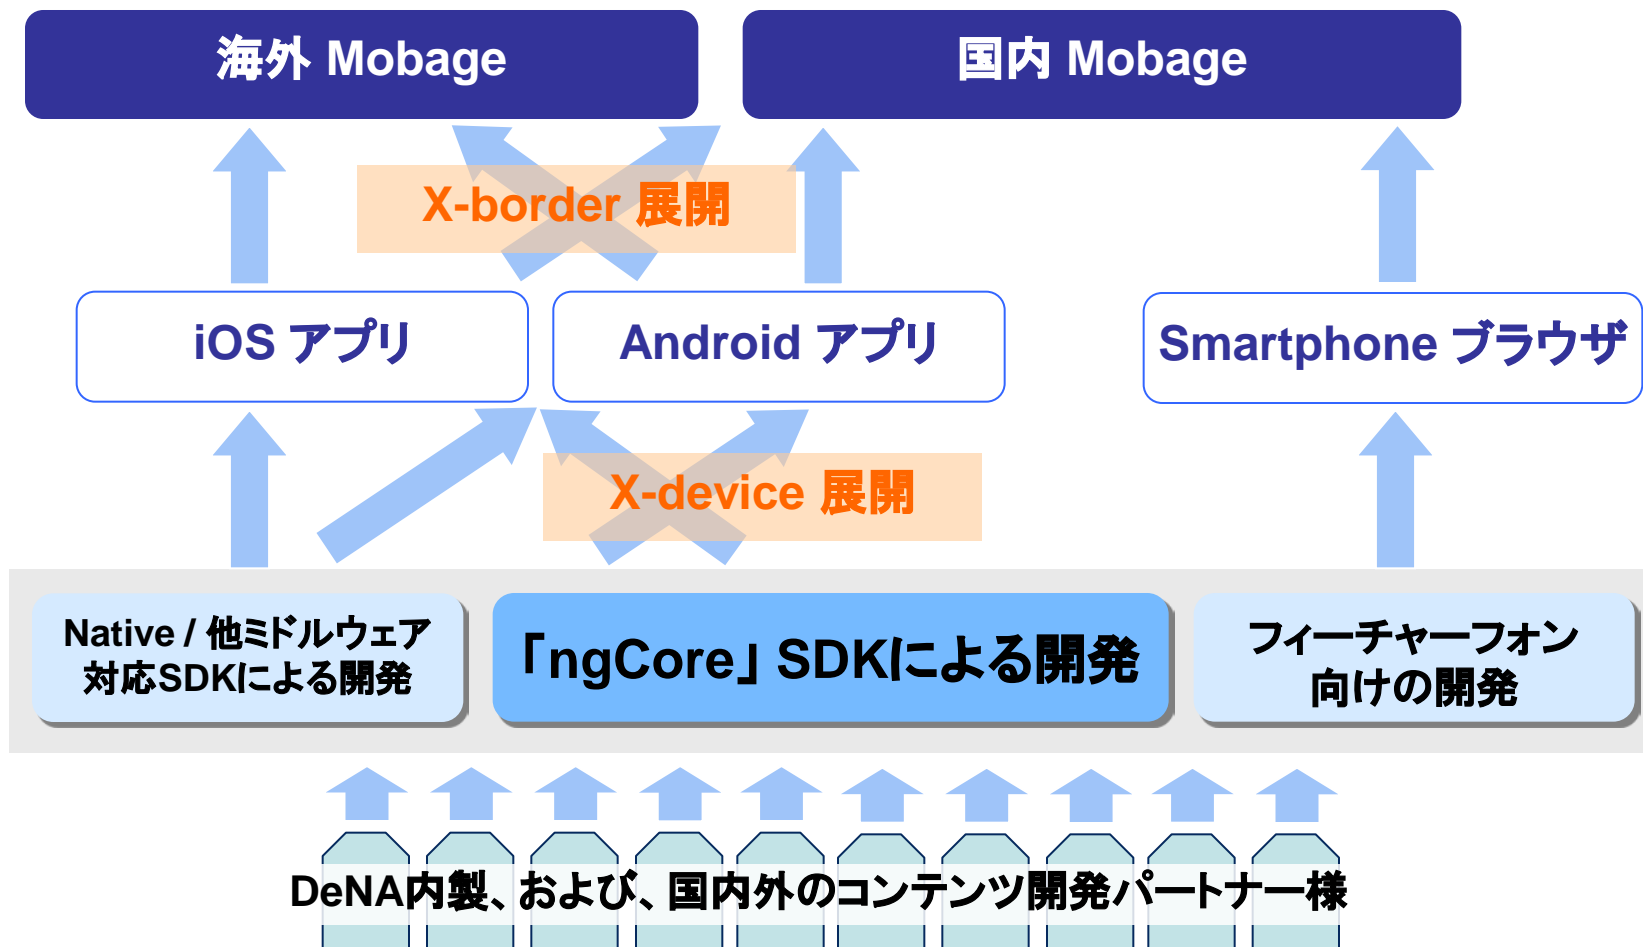 海外 Mobage
国内 Mobage
X-border 展開
iOS アプリ
Android アプリ
Smartphone ブラウザ
X-device 展開
Native / 他ミドルウェア
対応SDKによる開発
「ngCore」SDKによる開発
フィーチャーフォン
向けの開発
DeNA内製、および、国内外のコンテンツ開発パートナー様